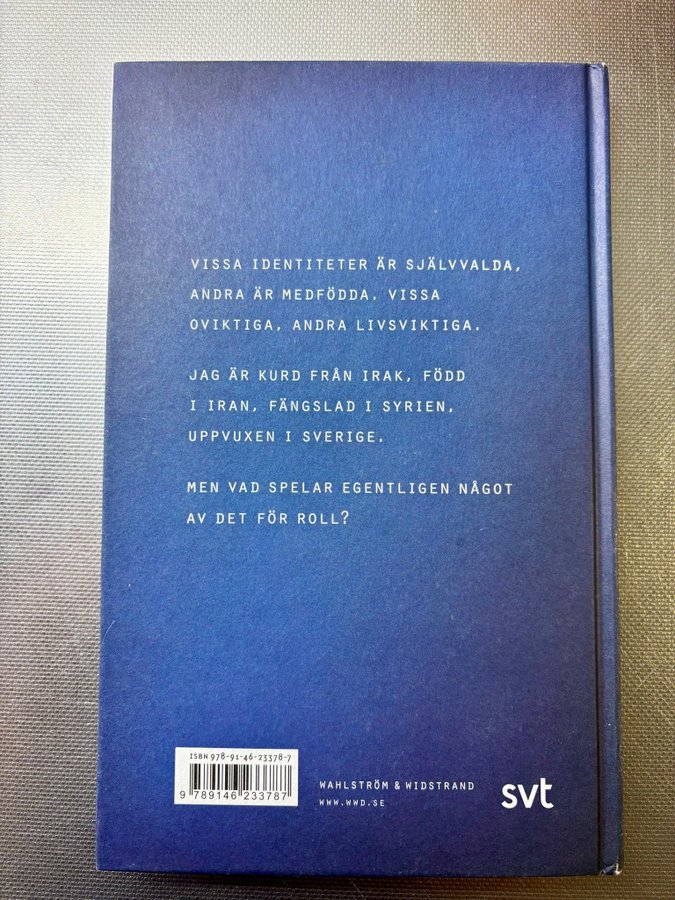 VISSA IDENTITETER ÄR SJÄLVVALDA,
ANDRA ÄR MEDFÖDDA. VISSA
OVIKTIGA, ANDRA LIVSVIKTIGA.
JAG ÄR KURD FRÅN IRAK, FÖDD
I IRAN, FÄNGSLAD I SYRIEN,
UPPVUXEN I SVERIGE.
MEN VAD SPELAR EGENTLIGEN NÅGOT
AV DET FÖR ROLL?
ISBN 978-91-46-23378-7
9 789146 233787
WAHLSTRÖM & WIDSTRAND
WWW.WWD.SE
svt